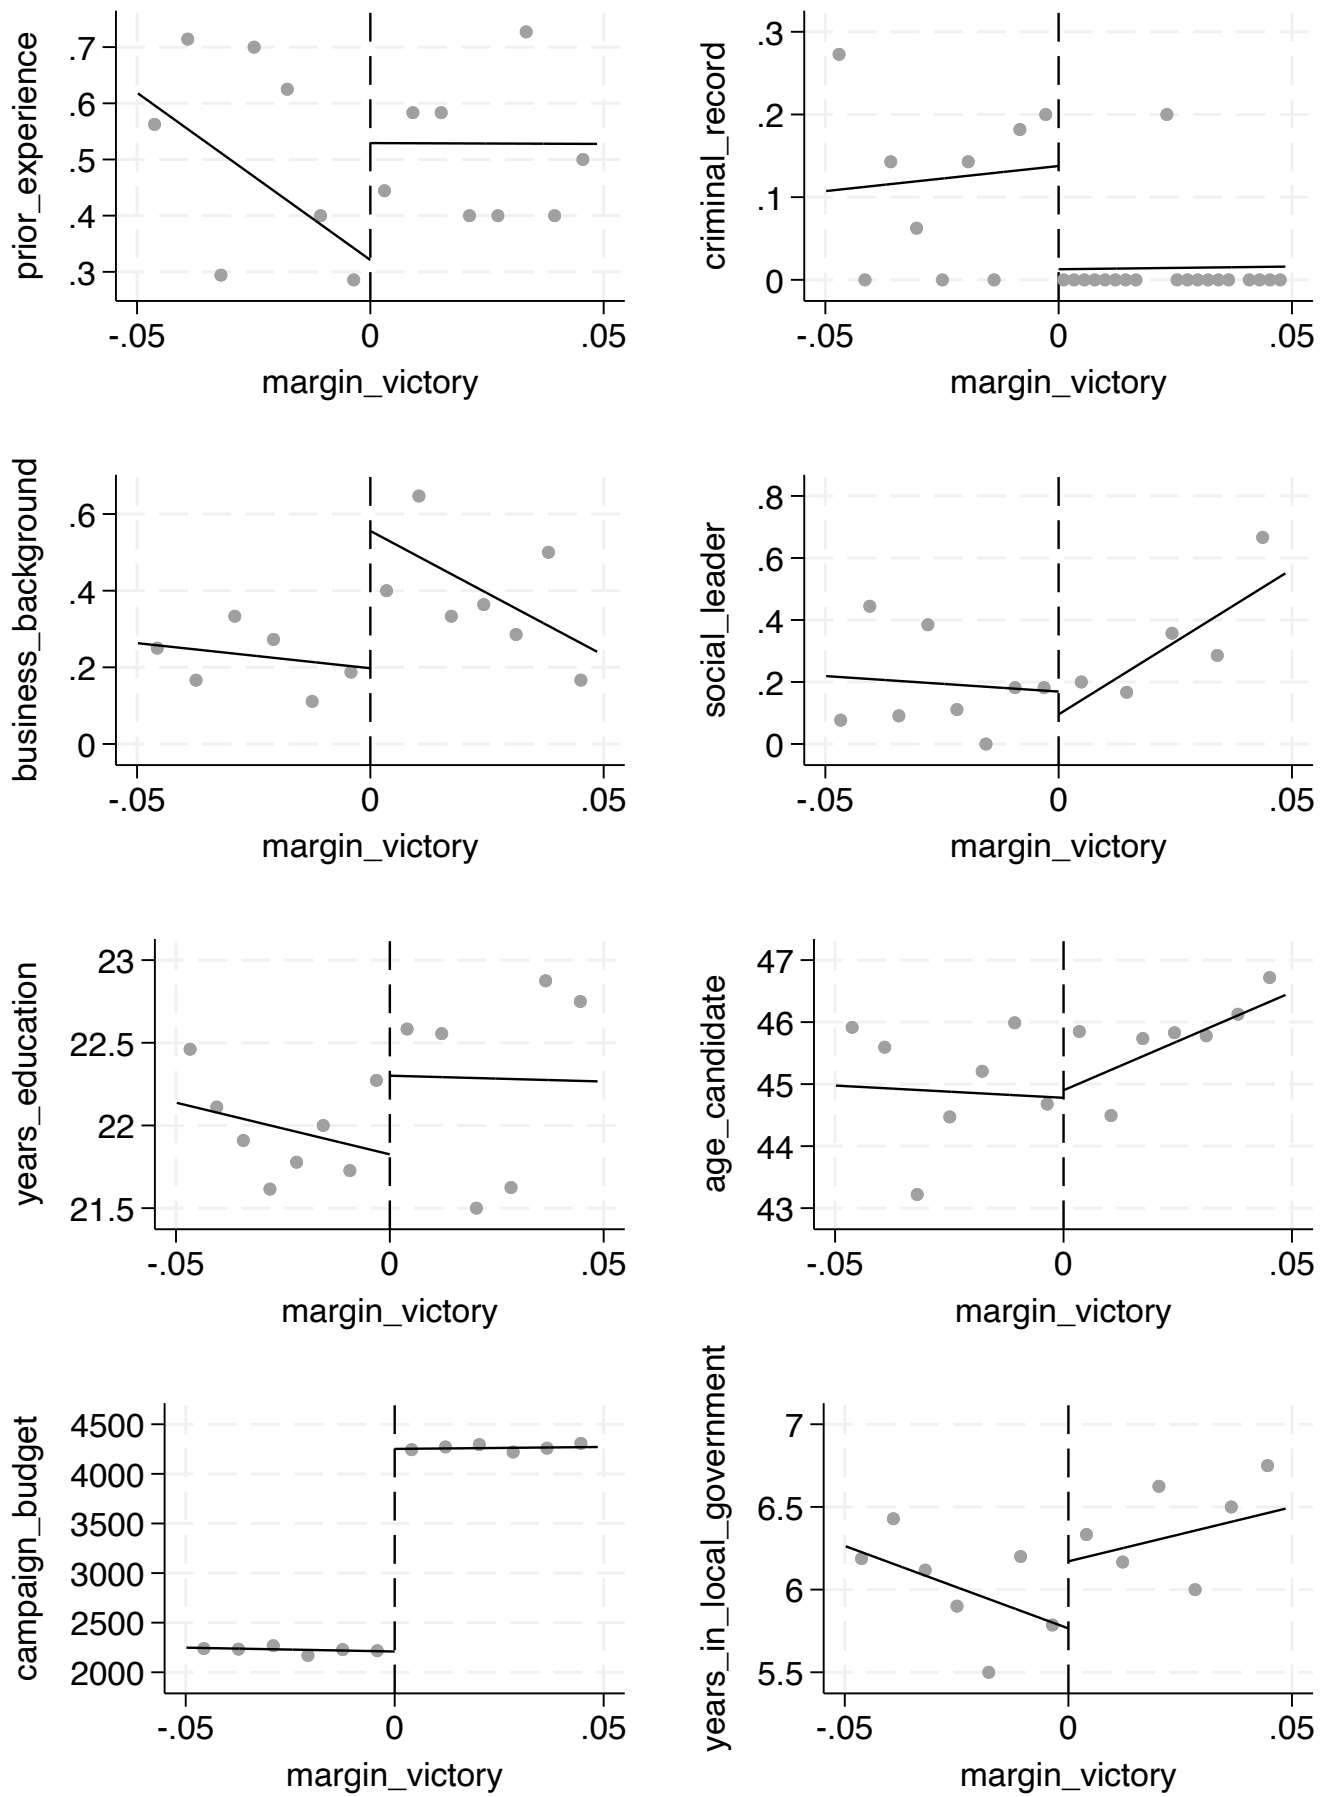 prior_experience
.7
.6
.5
.4
.3
-.05 0 .05
margin_victory
criminal_record
.3
.2
.1
0
-.05 0 .05
margin_victory
business_background
.6
.4
.2
0
-.05 0 .05
margin_victory
social_leader
.8
.6
.4
.2
0
-.05 0 .05
margin_victory
years_education
23
22.5
22
21.5
-.05 0 .05
margin_victory
age_candidate
47
46
45
44
43
-.05 0 .05
margin_victory
campaign_budget
4500
4000
3500
3000
2500
2000
-.05 0 .05
margin_victory
years_in_local_government
7
6.5
6
5.5
-.05 0 .05
margin_victory